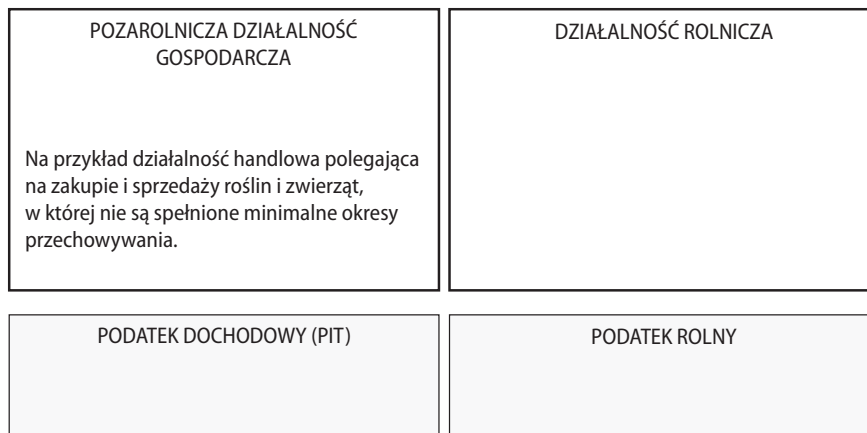 POZAROLNICZA DZIAŁALNOŚĆ
GOSPODARCZA
Na przykład działalność handlowa polegająca
na zakupie i sprzedaży roślin i zwierząt,
w której nie są spełnione minimalne okresy
przechowywania.
DZIAŁALNOŚĆ ROLNICZA
PODATEK DOCHODOWY (PIT)
PODATEK ROLNY